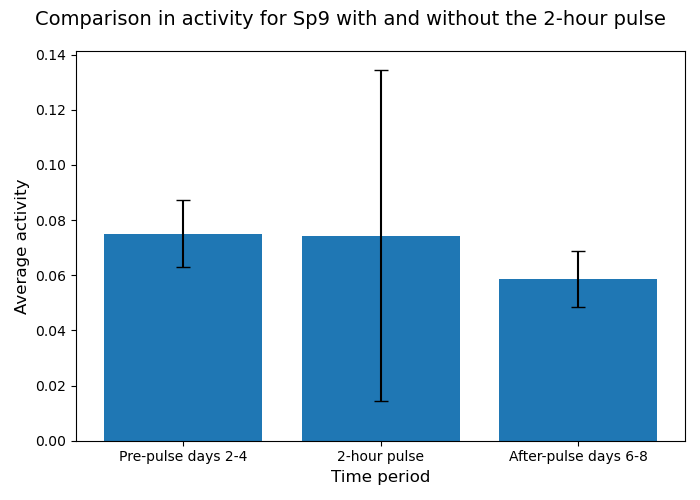 Comparison in activity for Sp9 with and without the 2-hour pulse
0.14
0.12
0.10
0.08
0.06
0.04
0.02
0.00
Average activity
Pre-pulse days 2-4
2-hour pulse
After-pulse days 6-8
Time period